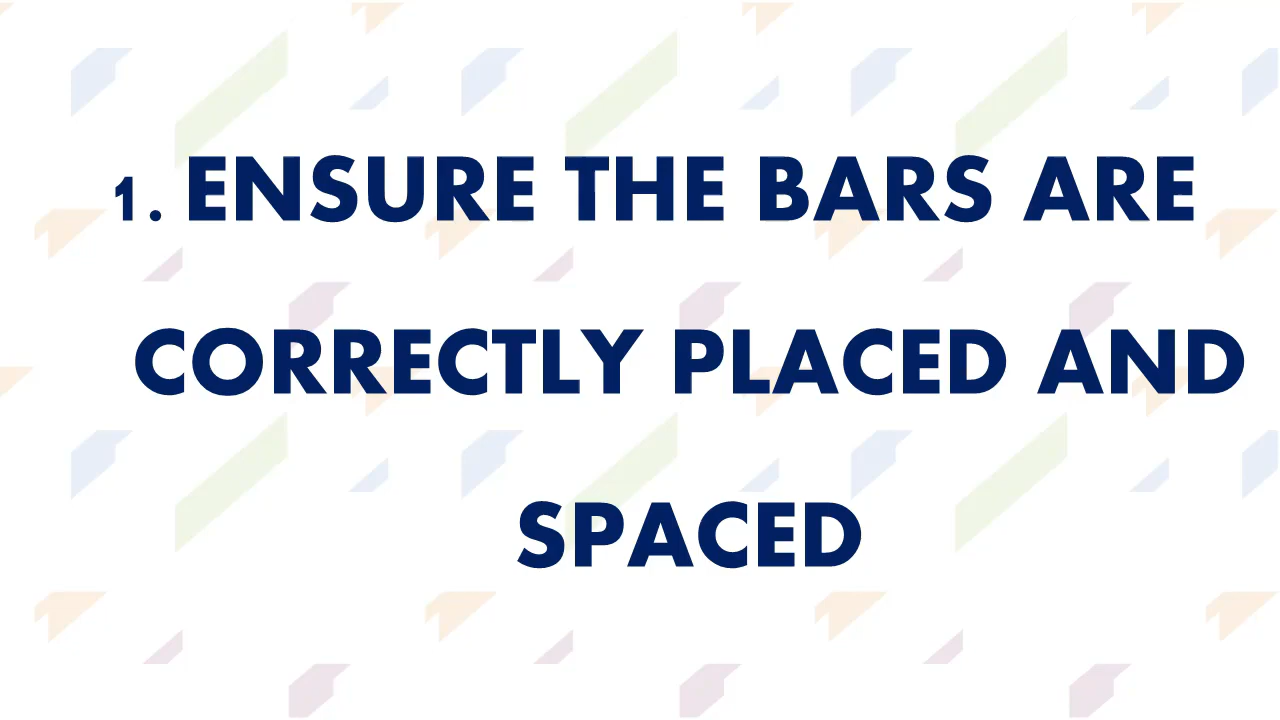 1. ENSURE THE BARS ARE
CORRECTLY PLACED AND
SPACED